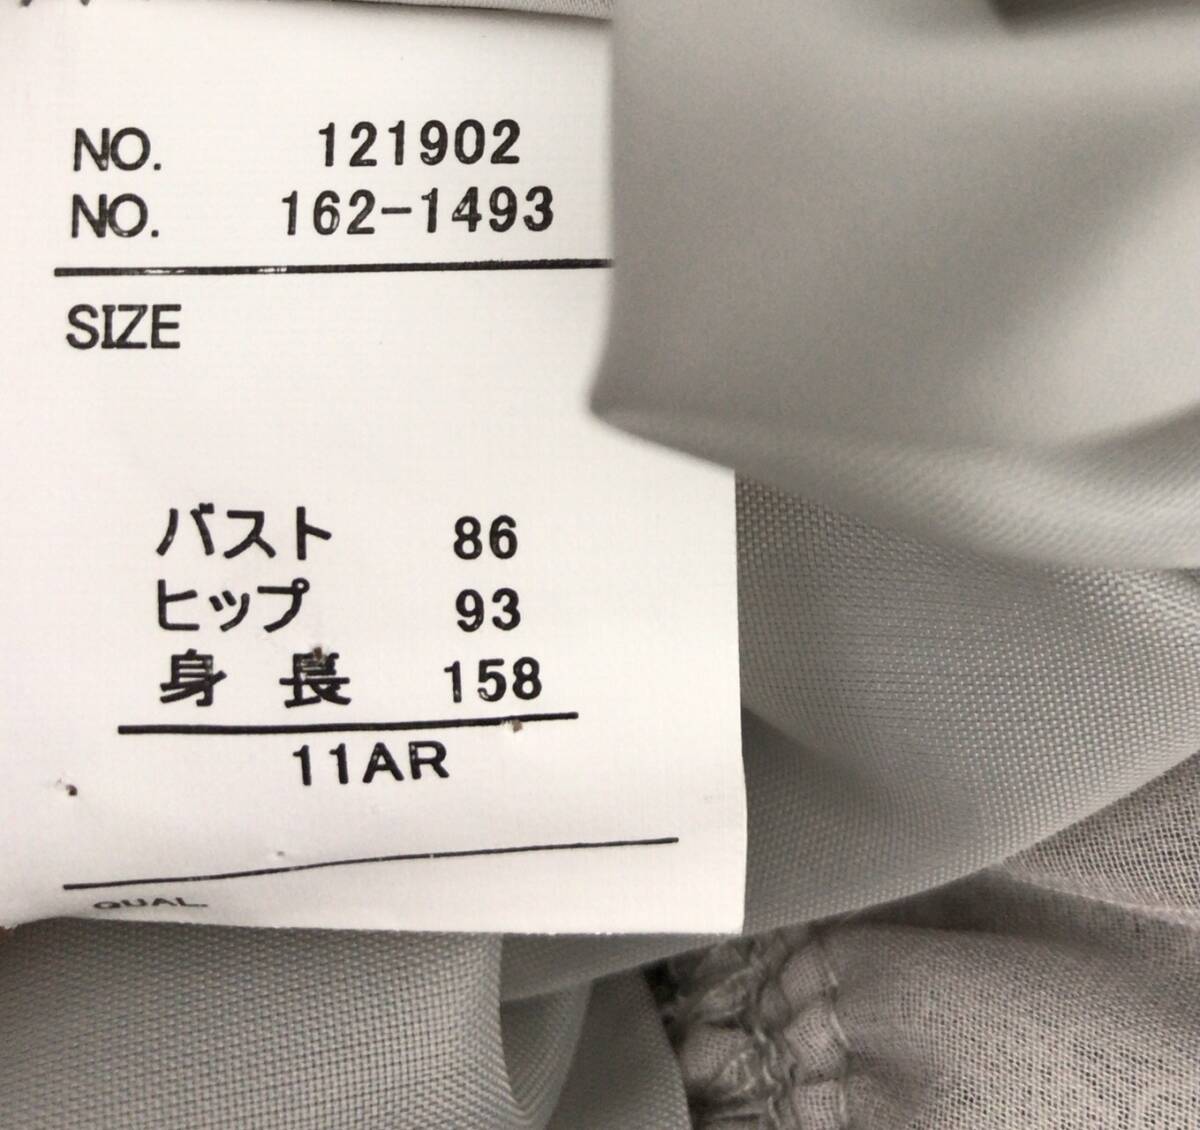 NO. 121902
NO. 162-1493
SIZE
バスト 86
ヒップ 93
身 長 158
11AR
QUAL